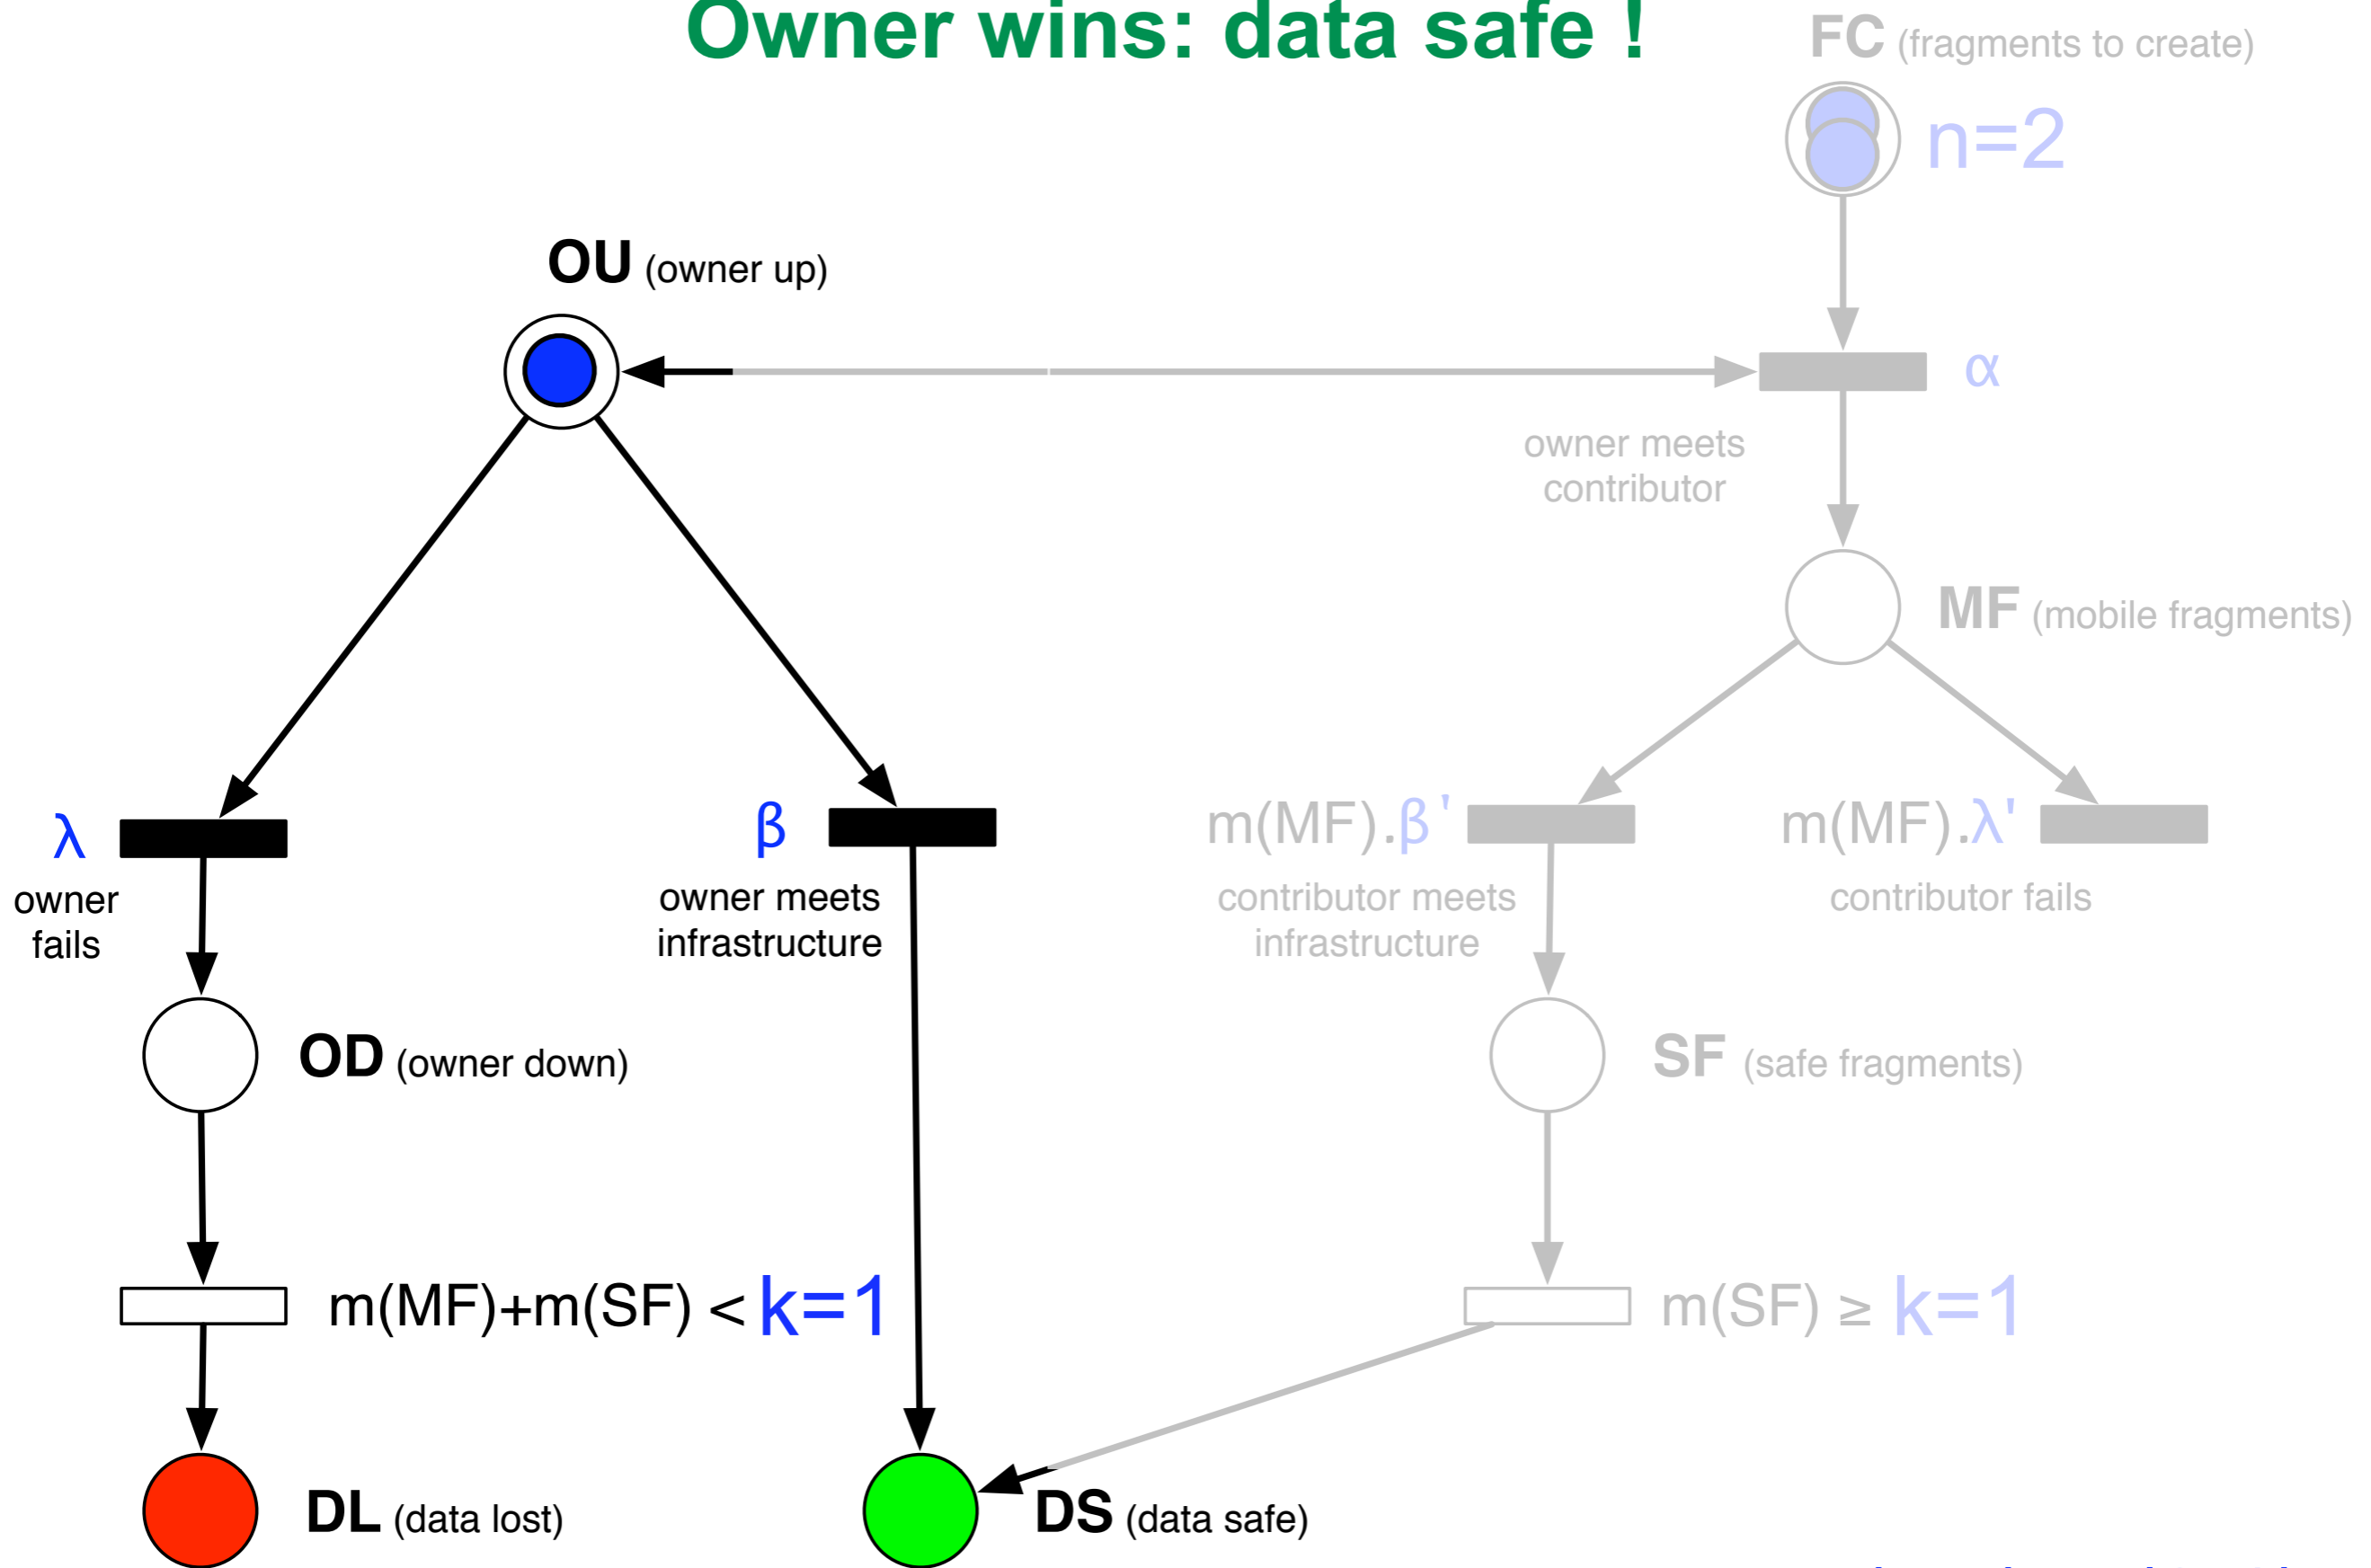 Owner wins: data safe !
FC (fragments to create)
n=2
OU (owner up)
α
owner meets
contributor
MF (mobile fragments)
λ
owner
fails
β
owner meets
infrastructure
m(MF).β'
contributor meets
infrastructure
m(MF).λ'
contributor fails
OD (owner down)
SF (safe fragments)
m(MF)+m(SF) < k=1
m(SF) ≥ k=1
DL (data lost)
DS (data safe)